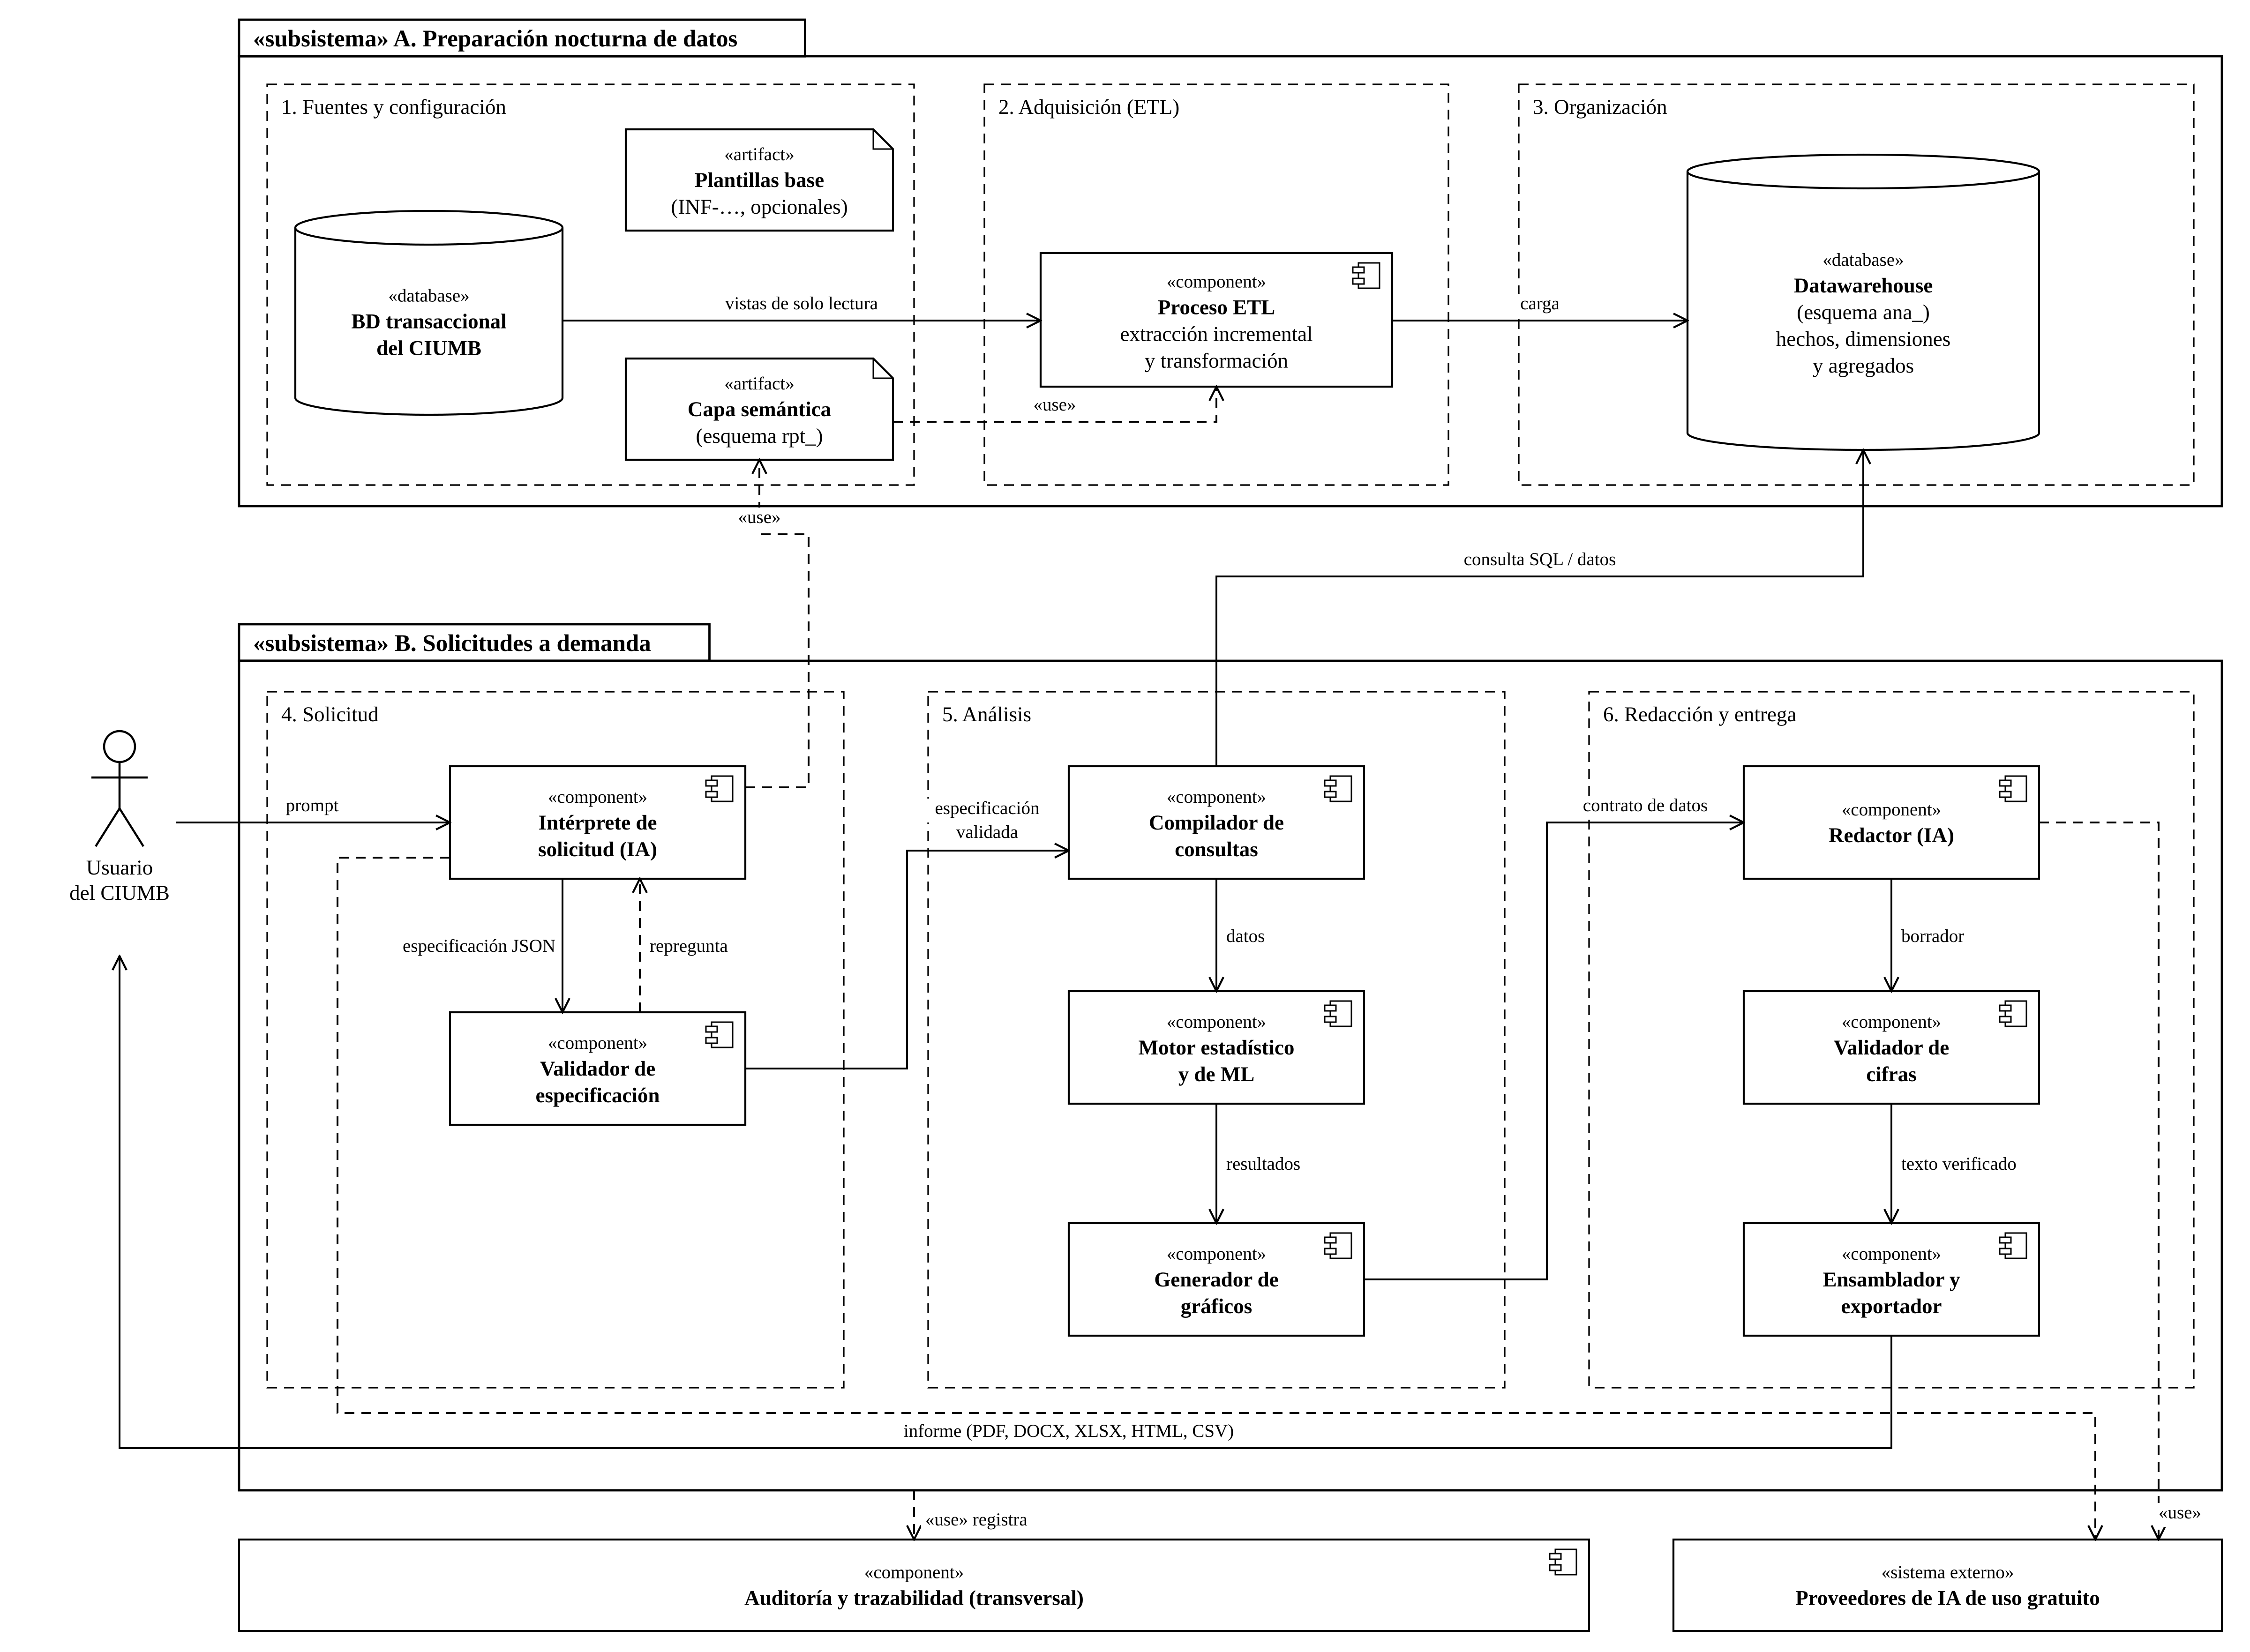 «subsistema» A. Preparación nocturna de datos
1. Fuentes y configuración
«artifact»
Plantillas base
(INF-…, opcionales)
«database»
BD transaccional
del CIUMB
vistas de solo lectura
«artifact»
Capa semántica
(esquema rpt_)
«use»
2. Adquisición (ETL)
«component»
Proceso ETL
extracción incremental
y transformación
carga
3. Organización
«database»
Datawarehouse
(esquema ana_)
hechos, dimensiones
y agregados
«use»
consulta SQL / datos
«subsistema» B. Solicitudes a demanda
Usuario
del CIUMB
prompt
4. Solicitud
«component»
Intérprete de
solicitud (IA)
especificación JSON
repregunta
«component»
Validador de
especificación
especificación
validada
5. Análisis
«component»
Compilador de
consultas
datos
«component»
Motor estadístico
y de ML
resultados
«component»
Generador de
gráficos
contrato de datos
6. Redacción y entrega
«component»
Redactor (IA)
borrador
«component»
Validador de
cifras
texto verificado
«component»
Ensamblador y
exportador
informe (PDF, DOCX, XLSX, HTML, CSV)
«use» registra
«use»
«component»
Auditoría y trazabilidad (transversal)
«sistema externo»
Proveedores de IA de uso gratuito